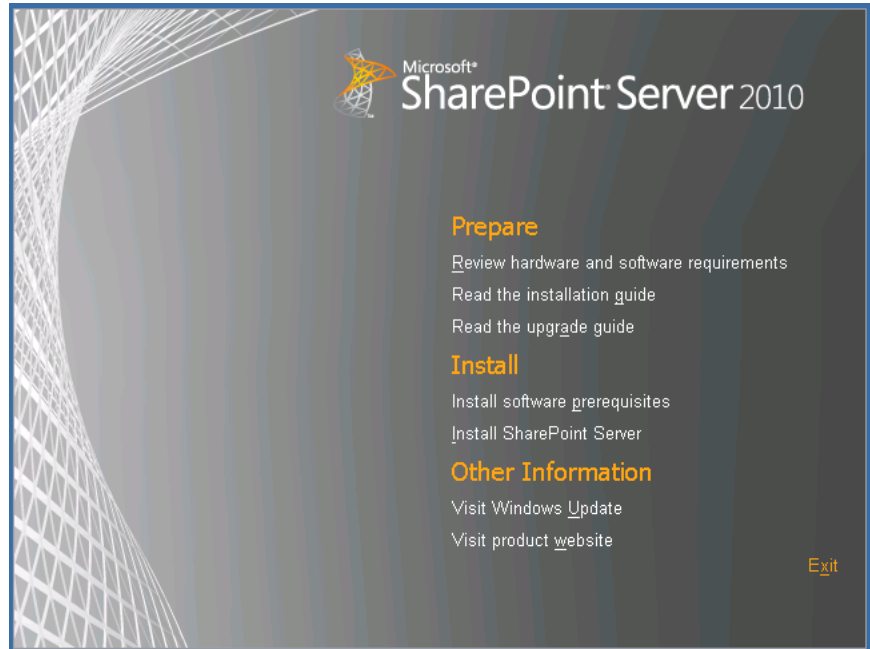 Microsoft®
SharePoint® Server 2010
Prepare
Review hardware and software requirements
Read the installation guide
Read the upgrade guide
Install
Install software prerequisites
Install SharePoint Server
Other Information
Visit Windows Update
Visit product website
Exit